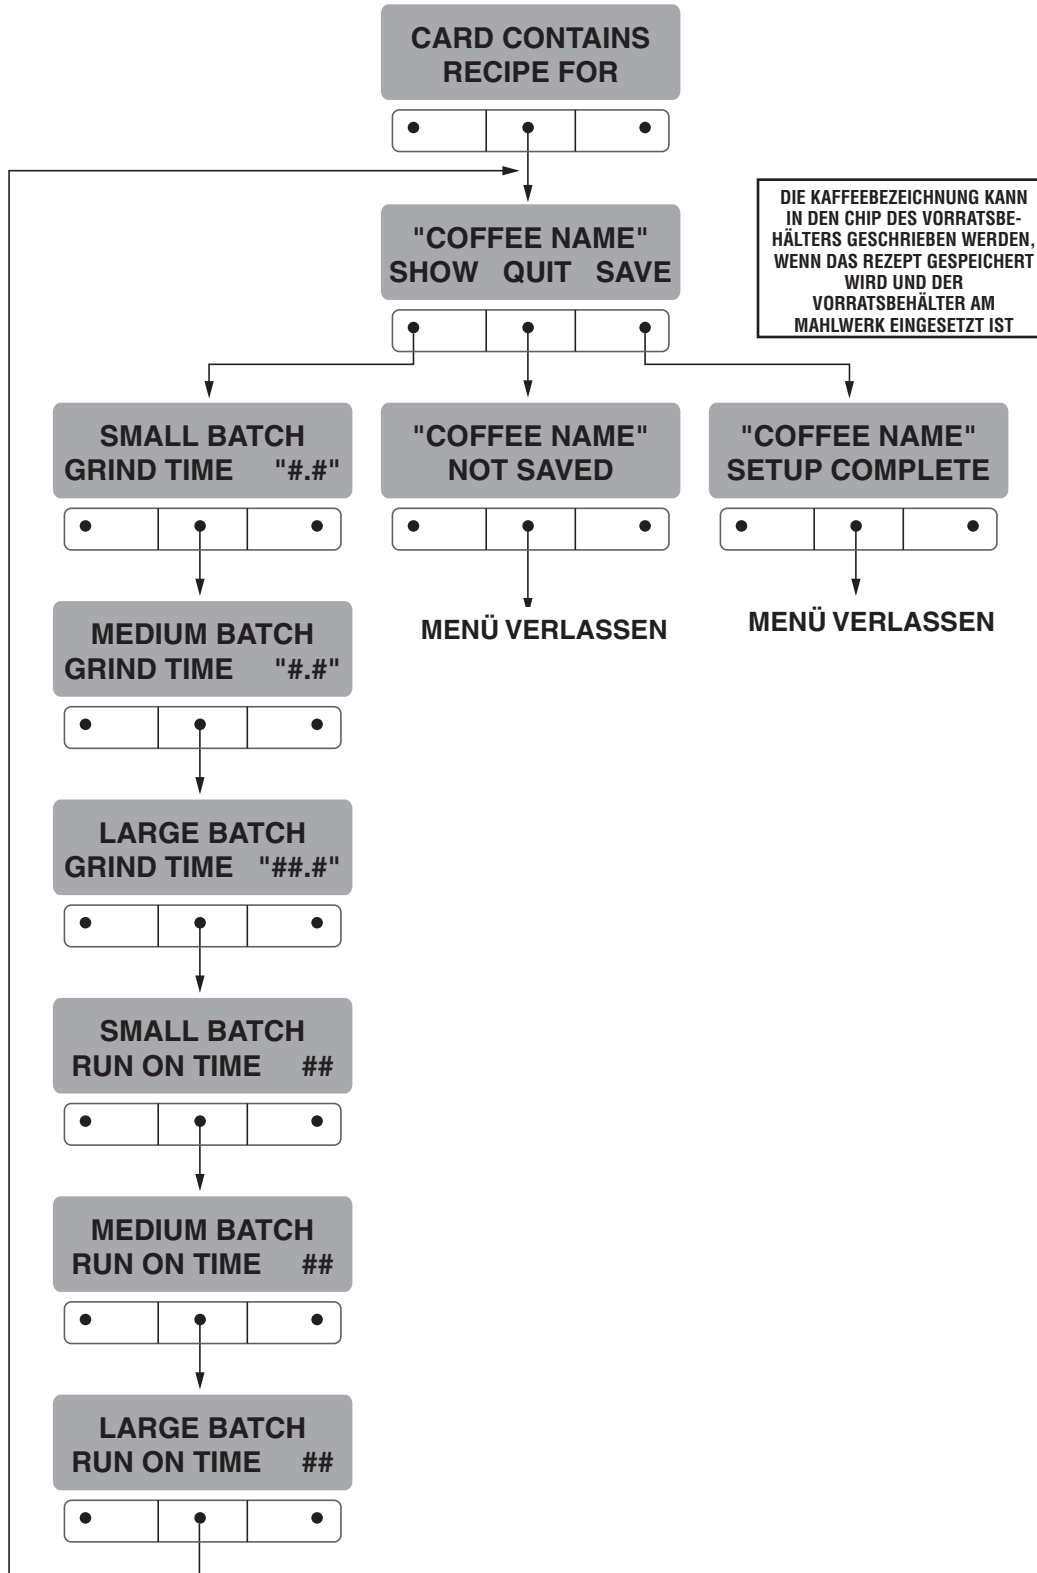 CARD CONTAINS
RECIPE FOR
"COFFEE NAME"
SHOW QUIT SAVE
DIE KAFFEEBEZEICHNUNG KANN
IN DEN CHIP DES VORRATSBE-
HÄLTERS GESCHRIEBEN WERDEN,
WENN DAS REZEPT GESPEICHERT
WIRD UND DER
VORRATSBEHÄLTER AM
MAHLWERK EINGESETZT IST
SMALL BATCH
GRIND TIME "#.#"
"COFFEE NAME"
NOT SAVED
"COFFEE NAME"
SETUP COMPLETE
MENÜ VERLASSEN
MENÜ VERLASSEN
MEDIUM BATCH
GRIND TIME "#.#"
LARGE BATCH
GRIND TIME "##.#"
SMALL BATCH
RUN ON TIME ##
MEDIUM BATCH
RUN ON TIME ##
LARGE BATCH
RUN ON TIME ##